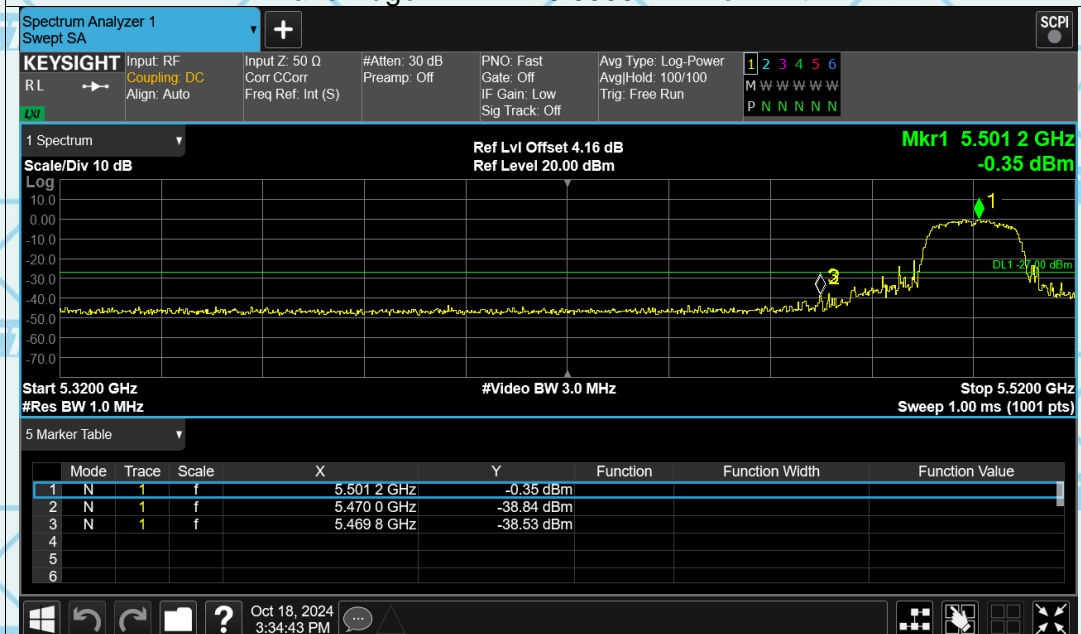 Spectrum Analyzer 1
Swept SA
+
SCPI
KEYSIGHT
RL
LXI
Input: RF
Coupling: DC
Align: Auto
Input Z: 50 Ω
Corr CCorr
Freq Ref: Int (S)
#Atten: 30 dB
Preamp: Off
PNO: Fast
Gate: Off
IF Gain: Low
Sig Track: Off
Avg Type: Log-Power
Avg|Hold: 100/100
Trig: Free Run
1 2 3 4 5 6
M W W W W W
P N N N N N
1 Spectrum
Scale/Div 10 dB
Ref Lvl Offset 4.16 dB
Ref Level 20.00 dBm
Mkr1 5.501 2 GHz
-0.35 dBm
Log
10.0
0.00
-10.0
-20.0
-30.0
-40.0
-50.0
-60.0
-70.0
1
DL1 -27.00 dBm
Start 5.3200 GHz
#Res BW 1.0 MHz
#Video BW 3.0 MHz
Stop 5.5200 GHz
Sweep 1.00 ms (1001 pts)
5 Marker Table
Mode Trace Scale X Y Function Function Width Function Value
1 N 1 f 5.501 2 GHz -0.35 dBm
2 N 1 f 5.470 0 GHz -38.84 dBm
3 N 1 f 5.469 8 GHz -38.53 dBm
4
5
6
?
Oct 18, 2024
3:34:43 PM